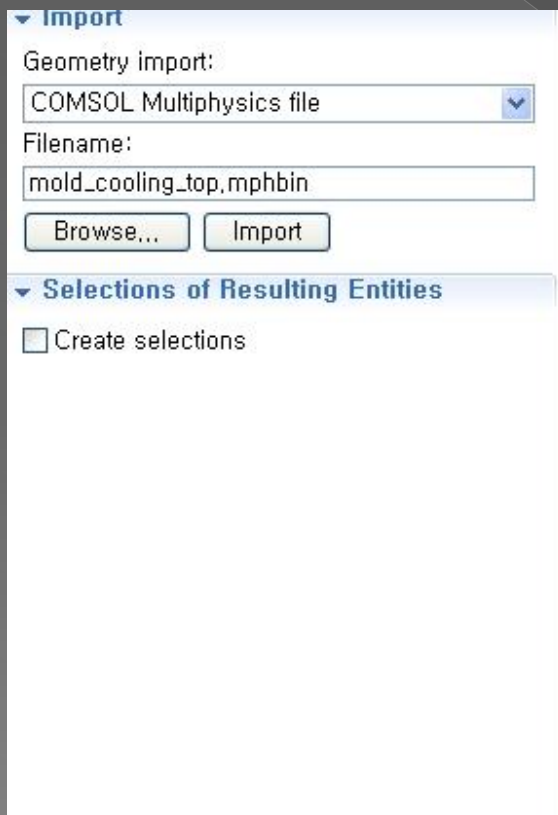 Import
Geometry import:
COMSOL Multiphysics file
Filename:
mold_cooling_top.mphbin
Browse... Import
Selections of Resulting Entities
Create selections